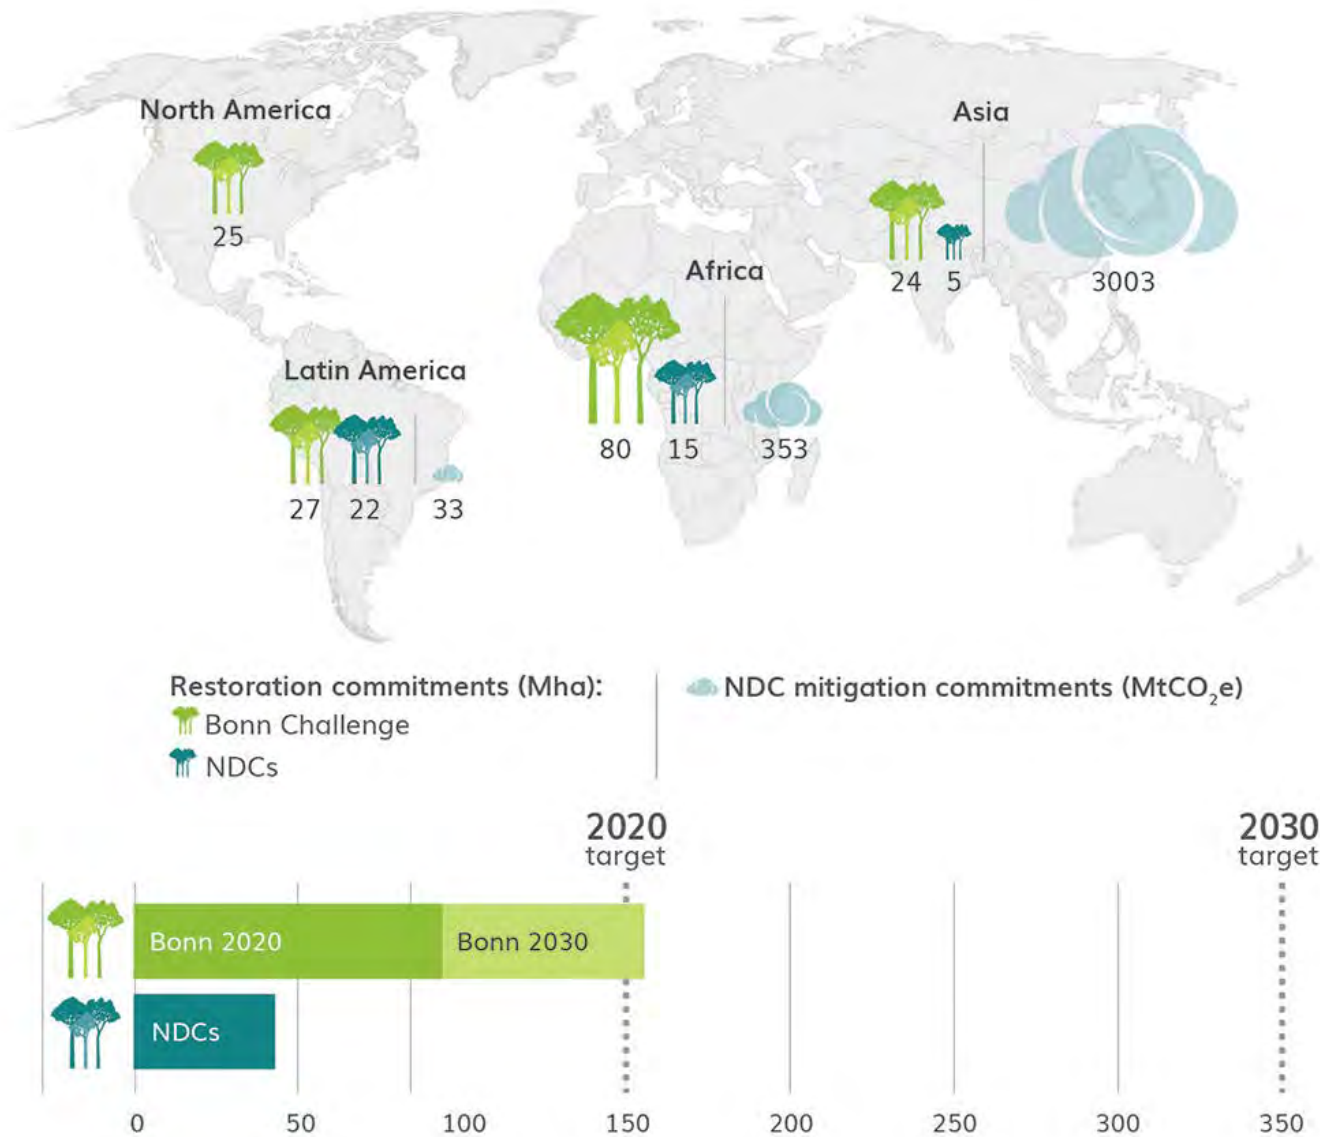 North America
25
Asia
24 5
3003
Africa
80 15
353
Latin America
27 22
33
Restoration commitments (Mha):
Bonn Challenge
NDCs
NDC mitigation commitments (MtCO₂e)
2020
target
2030
target
Bonn 2020
Bonn 2030
NDCs
0 50 100 150 200 250 300 350